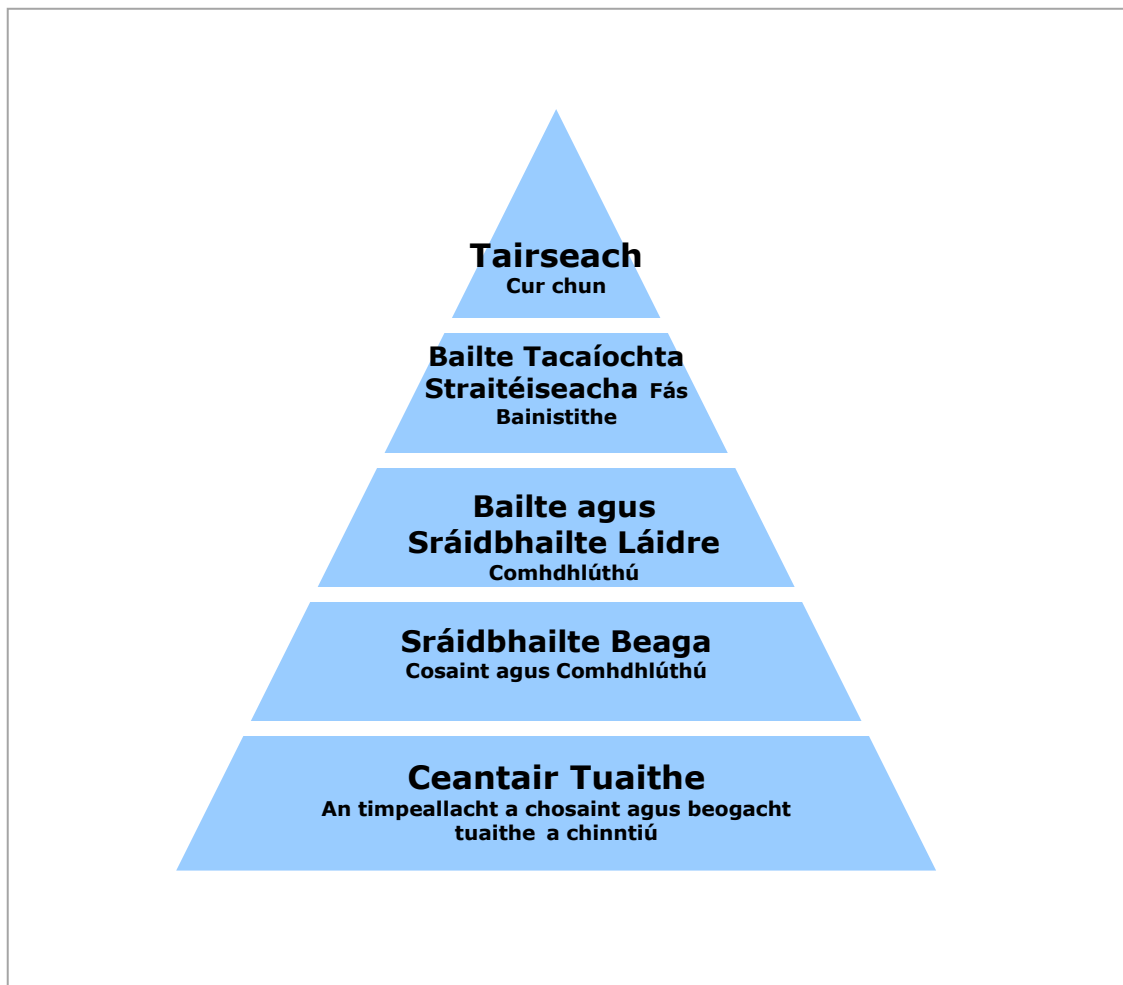 Tairseach
Cur chun
Bailte Tacaíochta
Straitéiseacha Fás
Bainistithe
Bailte agus
Sráidbhailte Láidre
Comhdhlúthú
Sráidbhailte Beaga
Cosaint agus Comhdhlúthú
Ceantair Tuaithe
An timpeallacht a chosaint agus beogacht
tuaithe a chinntiú